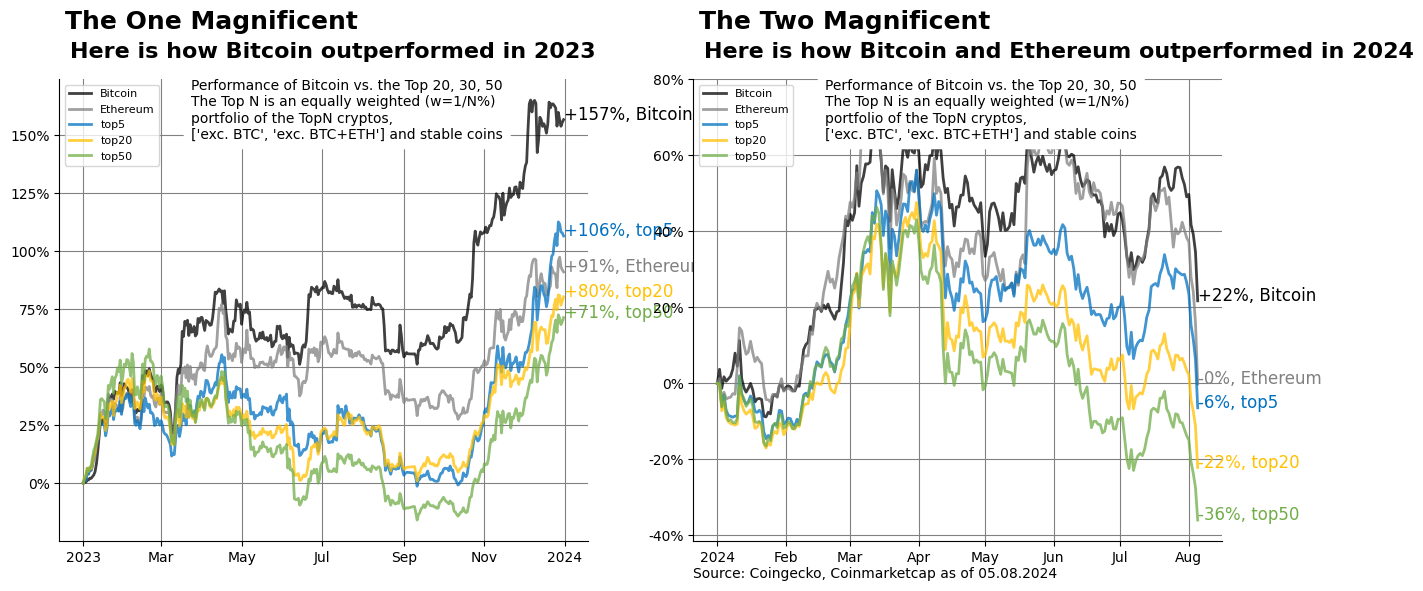 The One Magnificent
Here is how Bitcoin outperformed in 2023
Bitcoin
Ethereum
top5
top20
top50
Performance of Bitcoin vs. the Top 20, 30, 50
The Top N is an equally weighted (w=1/N%)
portfolio of the TopN cryptos,
['exc. BTC', 'exc. BTC+ETH'] and stable coins
150%
125%
100%
75%
50%
25%
0%
+157%, Bitcoin
+106%, top5
+91%, Ethereum
+80%, top20
+71%, top50
2023
Mar
May
Jul
Sep
Nov
2024
The Two Magnificent
Here is how Bitcoin and Ethereum outperformed in 2024
Bitcoin
Ethereum
top5
top20
top50
Performance of Bitcoin vs. the Top 20, 30, 50
The Top N is an equally weighted (w=1/N%)
portfolio of the TopN cryptos,
['exc. BTC', 'exc. BTC+ETH'] and stable coins
80%
60%
40%
20%
0%
-20%
-40%
+22%, Bitcoin
-0%, Ethereum
-6%, top5
-22%, top20
-36%, top50
2024
Feb
Mar
Apr
May
Jun
Jul
Aug
Source: Coingecko, Coinmarketcap as of 05.08.2024